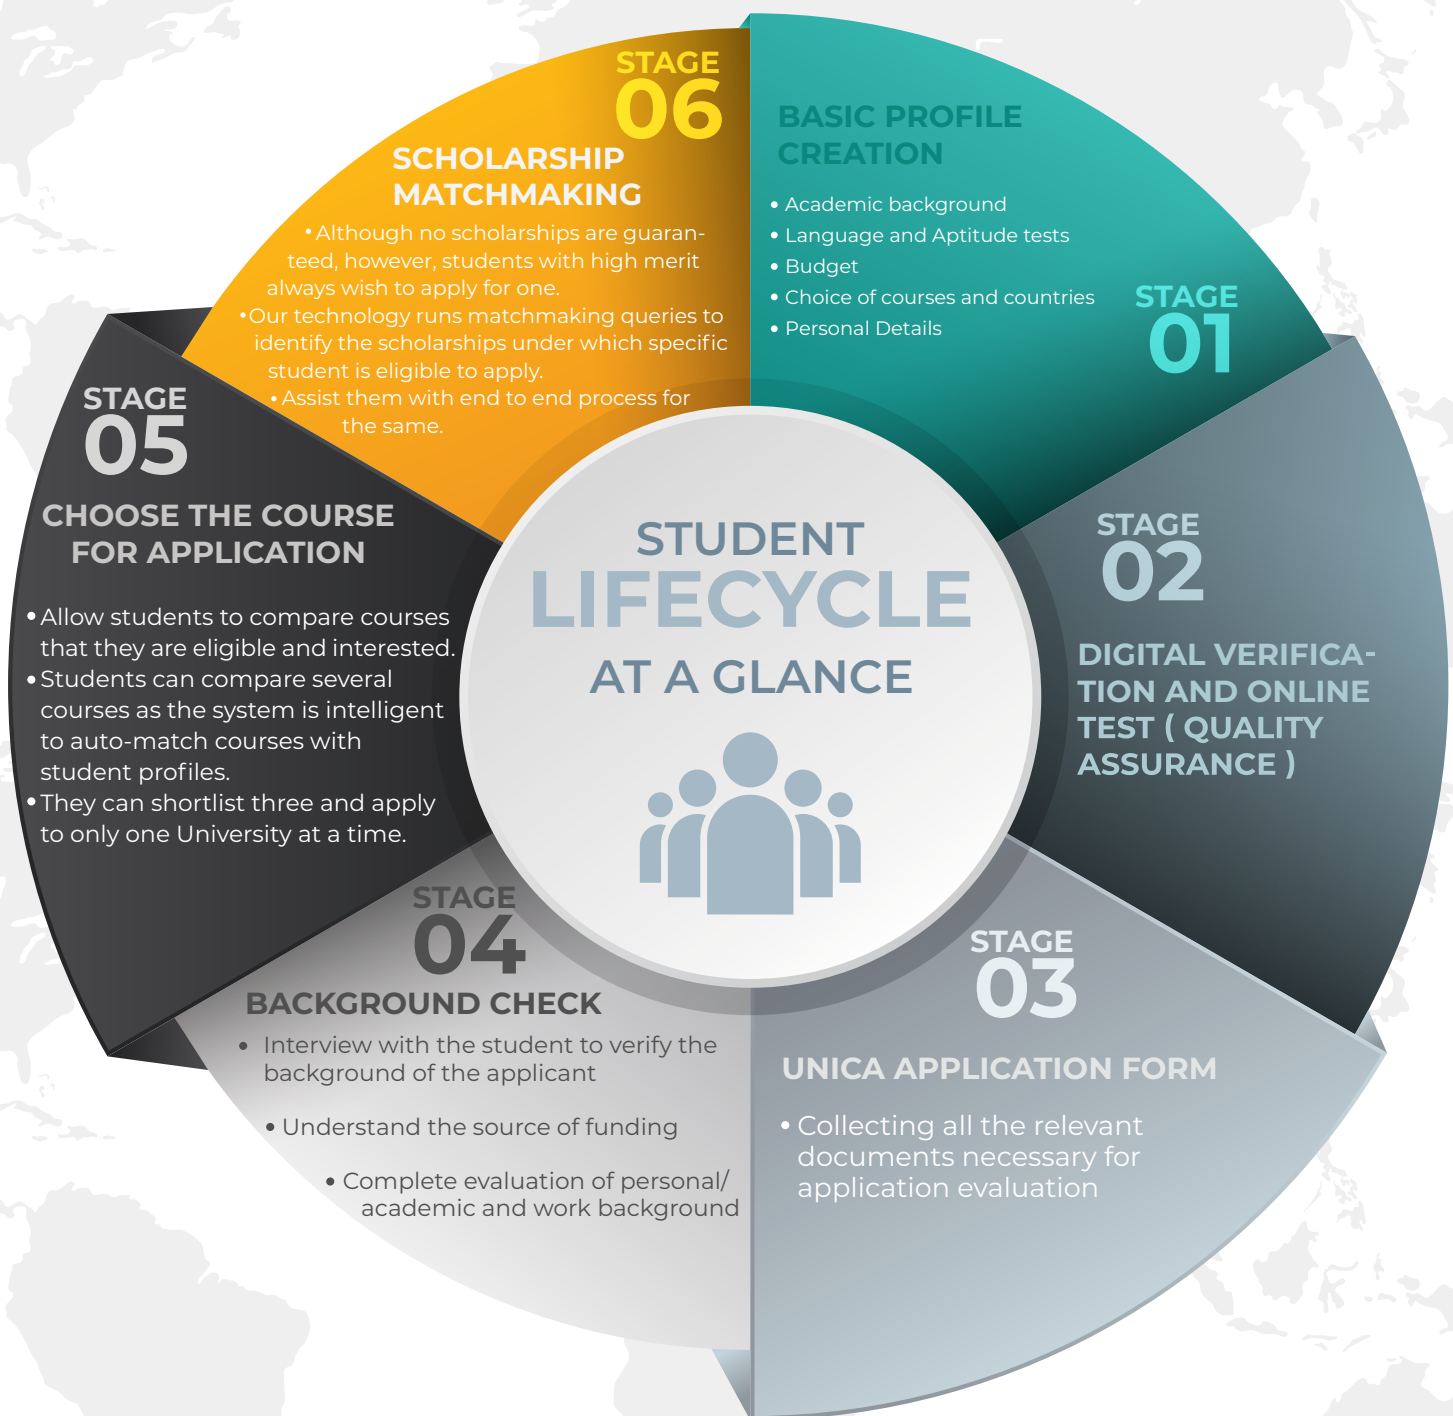 STUDENT
LIFECYCLE
AT A GLANCE
BASIC PROFILE
CREATION
• Academic background
• Language and Aptitude tests
• Budget
• Choice of courses and countries
• Personal Details
STAGE
01
STAGE
02
DIGITAL VERIFICA-
TION AND ONLINE
TEST ( QUALITY
ASSURANCE )
STAGE
03
UNICA APPLICATION FORM
• Collecting all the relevant
documents necessary for
application evaluation
STAGE
04
BACKGROUND CHECK
• Interview with the student to verify the
background of the applicant
• Understand the source of funding
• Complete evaluation of personal/
academic and work background
STAGE
05
CHOOSE THE COURSE
FOR APPLICATION
• Allow students to compare courses
that they are eligible and interested.
• Students can compare several
courses as the system is intelligent
to auto-match courses with
student profiles.
• They can shortlist three and apply
to only one University at a time.
STAGE
06
SCHOLARSHIP
MATCHMAKING
• Although no scholarships are guaran-
teed, however, students with high merit
always wish to apply for one.
• Our technology runs matchmaking queries to
identify the scholarships under which specific
student is eligible to apply.
• Assist them with end to end process for
the same.